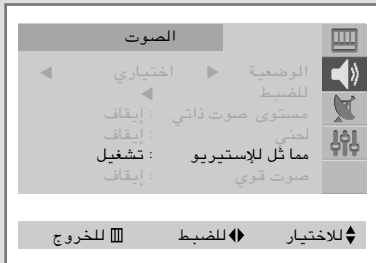 الصوت
الوضعية ◀ اختياري ▶
للضبط ◀
مستوى صوت ذاتي : إيقاف
لحني : إيقاف
مماثل للإستيريو : تشغيل
صوت قوي : إيقاف
للاختيار للضبط للخروج